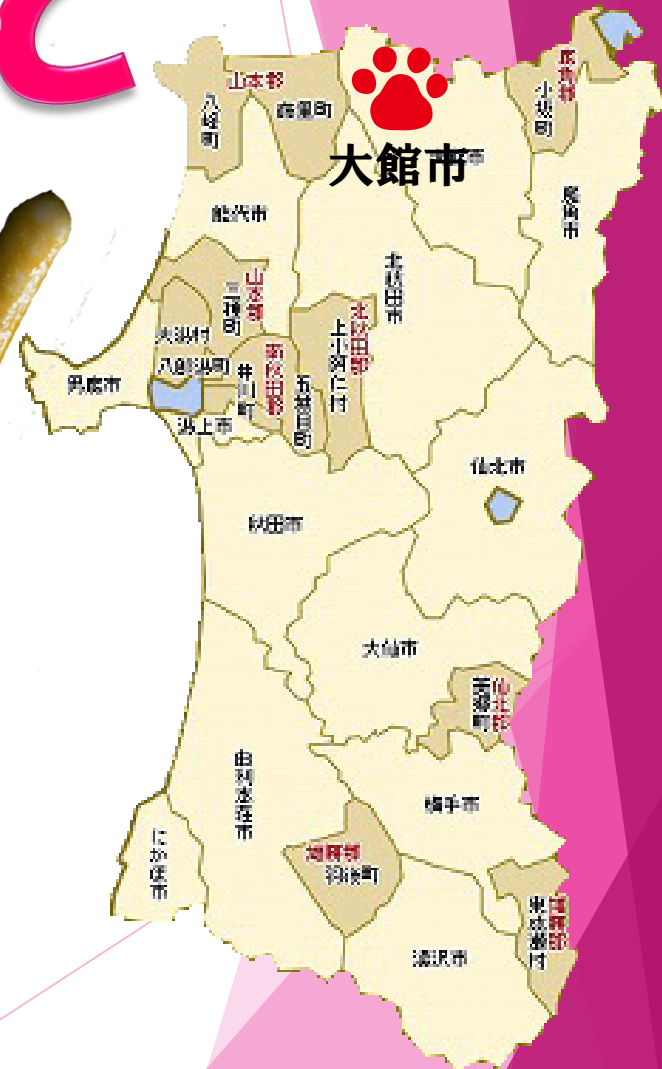 と
山本郡
鹿角郡
八峰町
藤里町
小坂町
大館市
能代市
鹿角市
北秋田市
山本郡
三種町
北秋田郡
上小阿仁村
大潟村
八郎潟町
南秋田郡
井川町
五城目町
男鹿市
潟上市
仙北市
秋田市
大仙市
仙北郡
美郷町
由利本荘市
横手市
にかほ市
雄勝郡
羽後町
雄勝郡
東成瀬村
湯沢市